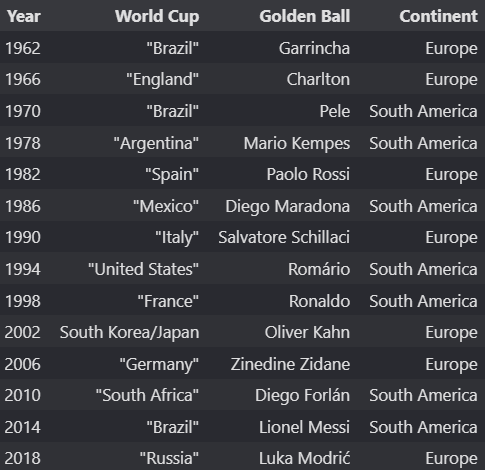 Year World Cup Golden Ball Continent
1962 "Brazil" Garrincha Europe
1966 "England" Charlton Europe
1970 "Brazil" Pele South America
1978 "Argentina" Mario Kempes South America
1982 "Spain" Paolo Rossi Europe
1986 "Mexico" Diego Maradona South America
1990 "Italy" Salvatore Schillaci Europe
1994 "United States" Romário South America
1998 "France" Ronaldo South America
2002 South Korea/Japan Oliver Kahn Europe
2006 "Germany" Zinedine Zidane Europe
2010 "South Africa" Diego Forlán South America
2014 "Brazil" Lionel Messi South America
2018 "Russia" Luka Modrić Europe